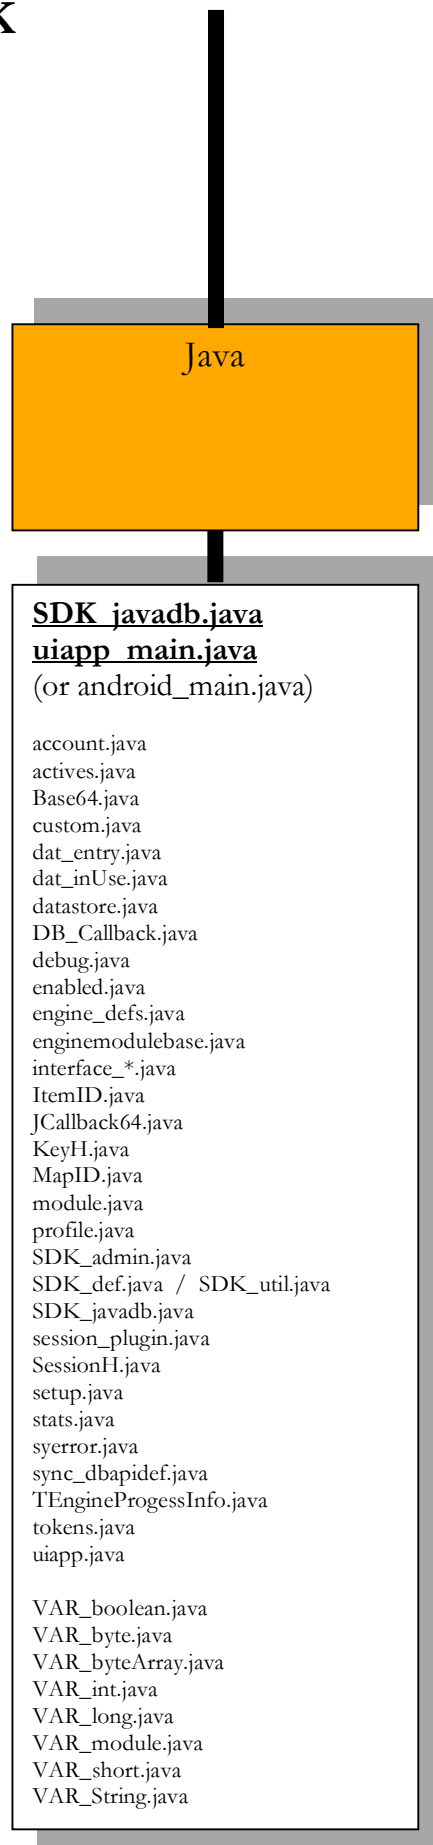 K
Java
SDK_javadb.java
uiapp_main.java
(or android_main.java)
account.java
actives.java
Base64.java
custom.java
dat_entry.java
dat_inUse.java
datastore.java
DB_Callback.java
debug.java
enabled.java
engine_defs.java
enginemodulebase.java
interface_*.java
ItemID.java
JCallback64.java
KeyH.java
MapID.java
module.java
profile.java
SDK_admin.java
SDK_def.java / SDK_util.java
SDK_javadb.java
session_plugin.java
SessionH.java
setup.java
stats.java
syerror.java
sync_dbapidef.java
TEngineProgessInfo.java
tokens.java
uiapp.java
VAR_boolean.java
VAR_byte.java
VAR_byteArray.java
VAR_int.java
VAR_long.java
VAR_module.java
VAR_short.java
VAR_String.java